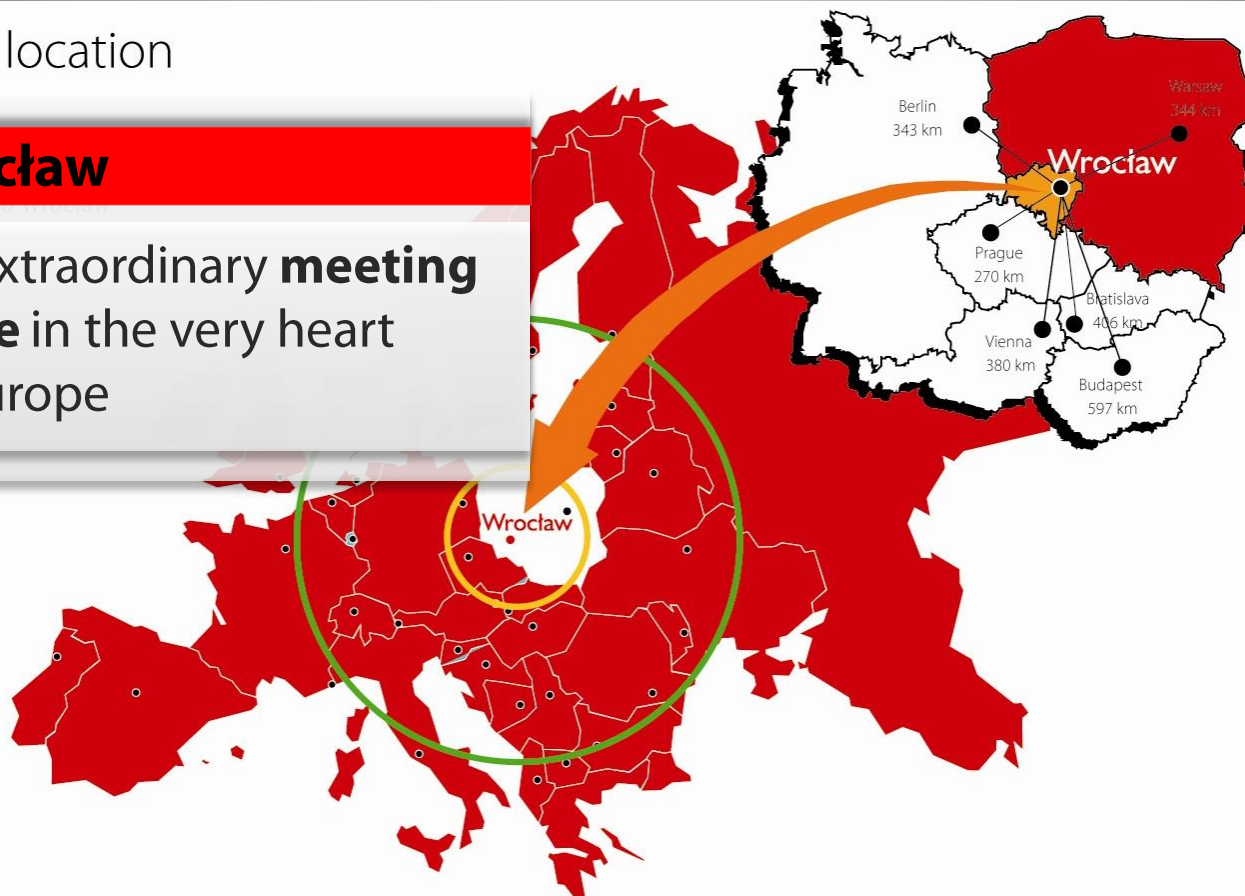 location
cław
xtraordinary meeting
e in the very heart
urope
Berlin
343 km
Warsaw
344 km
Wrocław
Prague
270 km
Bratislava
406 km
Vienna
380 km
Budapest
597 km
Wrocław